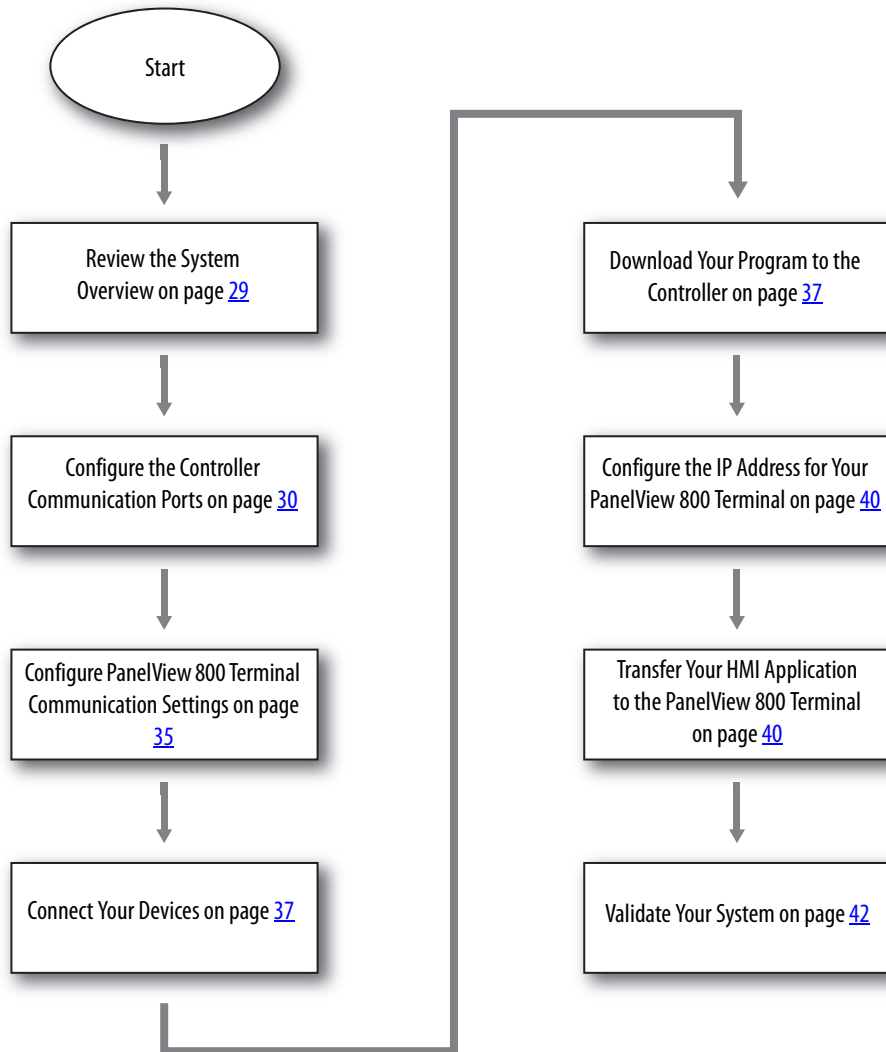 Start
Review the System
Overview on page 29
Configure the Controller
Communication Ports on page 30
Configure PanelView 800 Terminal
Communication Settings on page
35
Connect Your Devices on page 37
Download Your Program to the
Controller on page 37
Configure the IP Address for Your
PanelView 800 Terminal on page 40
Transfer Your HMI Application
to the PanelView 800 Terminal
on page 40
Validate Your System on page 42